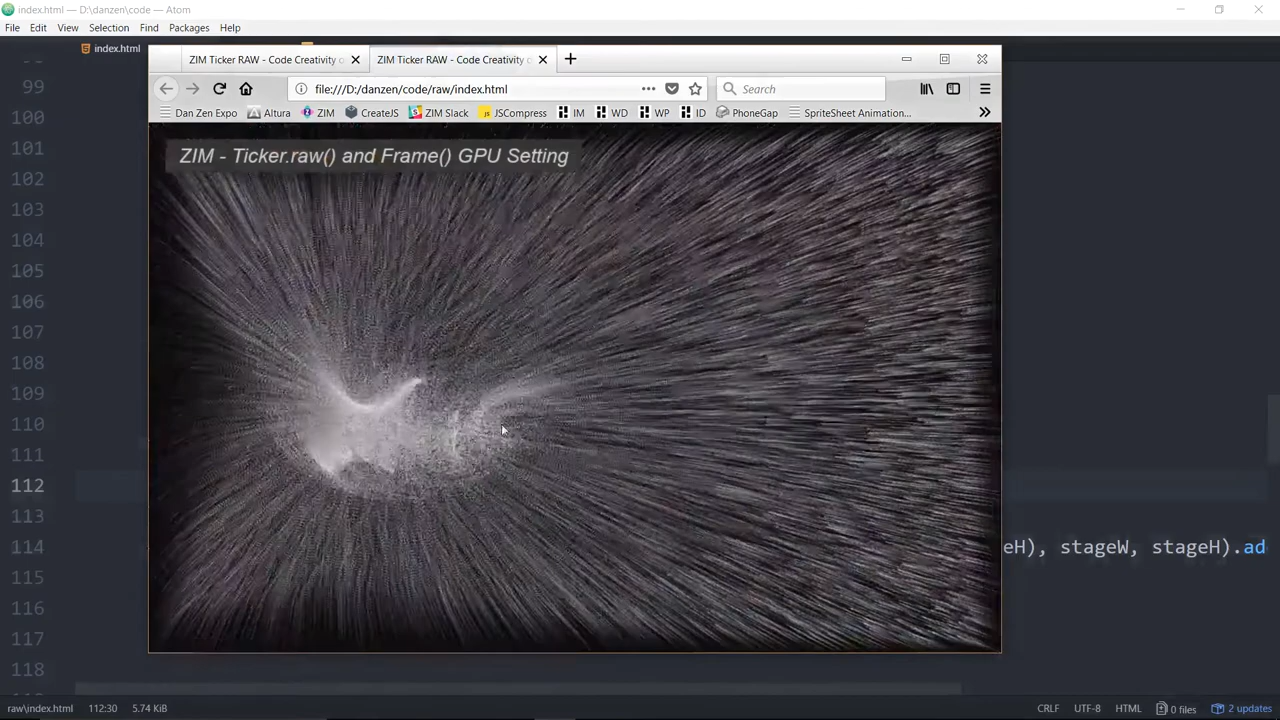 index.html — D:\danzen\code — Atom
File Edit View Selection Find Packages Help
index.html
ZIM Ticker RAW - Code Creativity
ZIM Ticker RAW - Code Creativity
file:///D:/danzen/code/raw/index.html
Search
Dan Zen Expo Altura ZIM CreateJS ZIM Slack JSCompress IM WD WP ID PhoneGap SpriteSheet Animation...
ZIM - Ticker.raw() and Frame() GPU Setting
99
100
101
102
103
104
105
106
107
108
109
110
111
112
113
114 eH), stageW, stageH).ad
115
116
117
118
raw\index.html 112:30 5.74 KiB CRLF UTF-8 HTML 0 files 2 updates